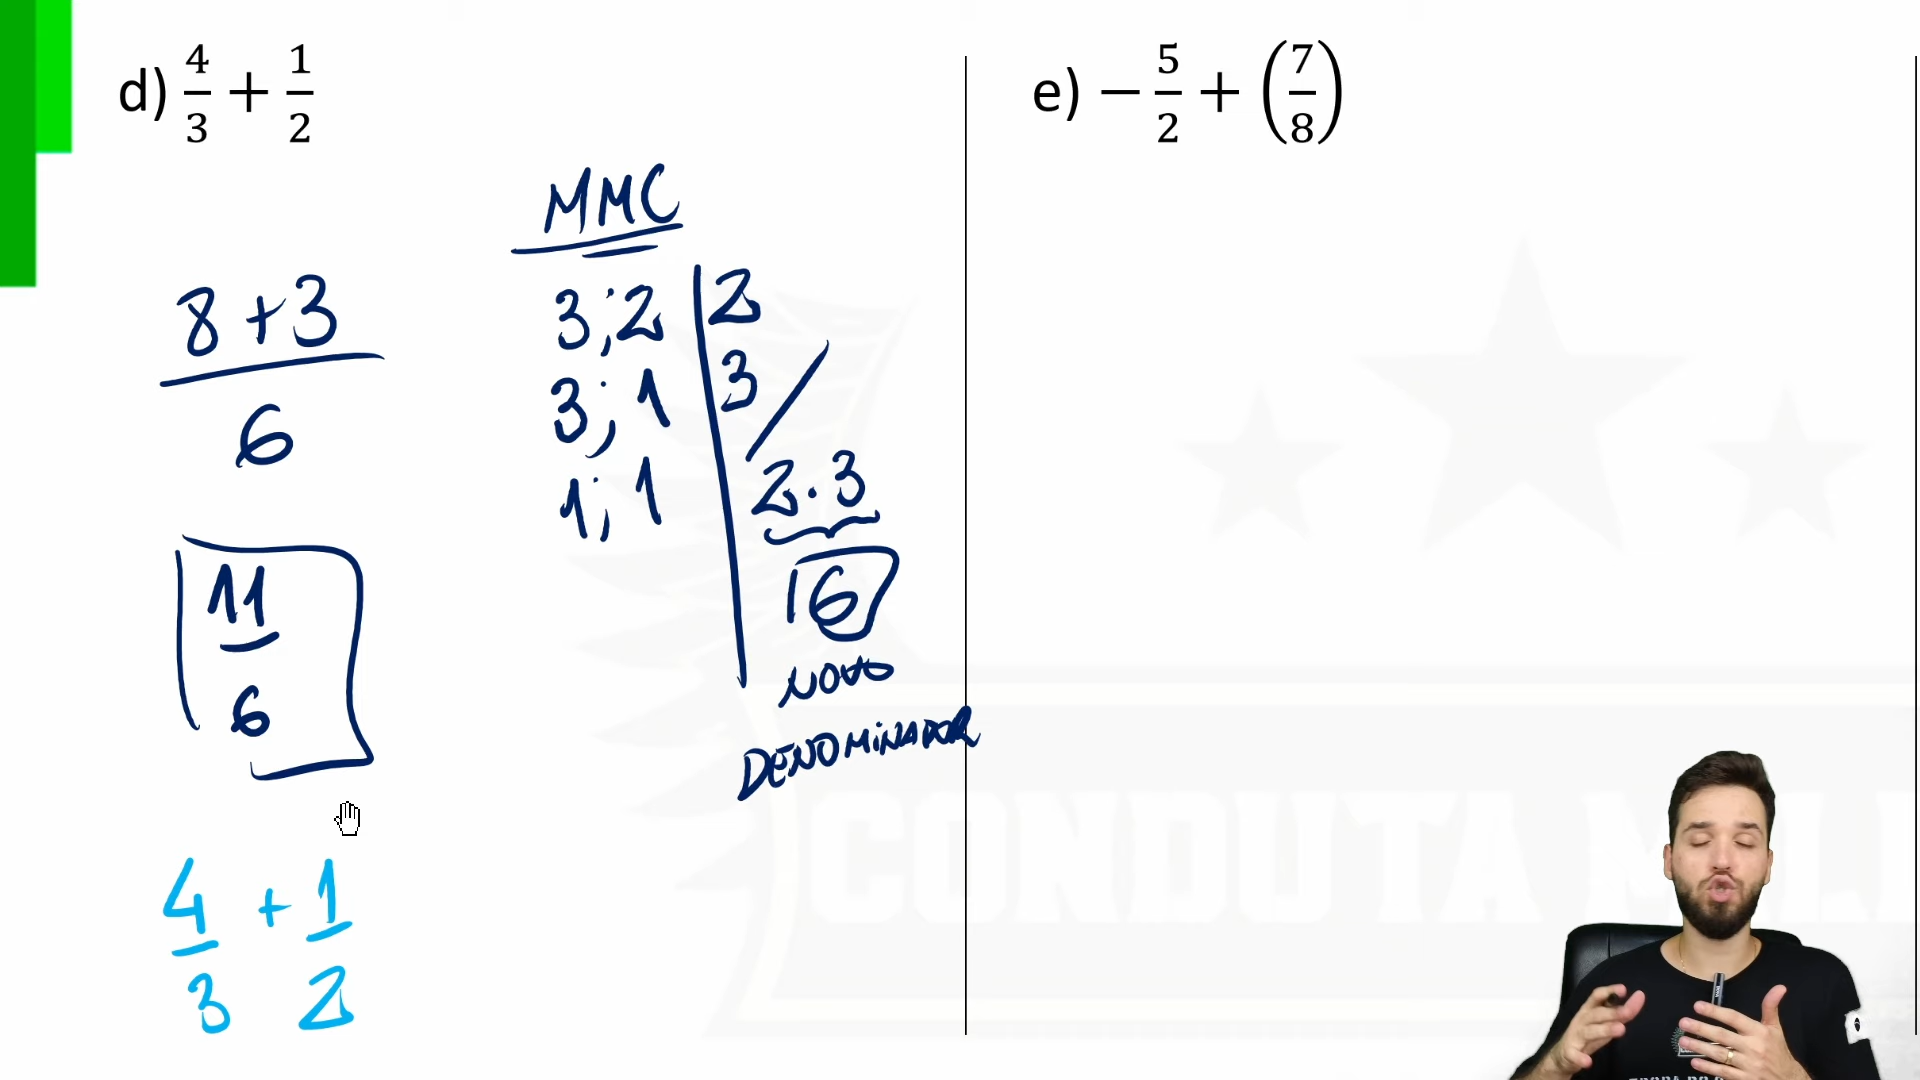 d) 4/3 + 1/2
8 + 3
6
11
6
4/3 + 1/2
MMC
3; 2 | 2
3; 1 | 3
1; 1
2 · 3
6
NOVO
DENOMINADOR
e) − 5/2 + (7/8)
CONDUTA